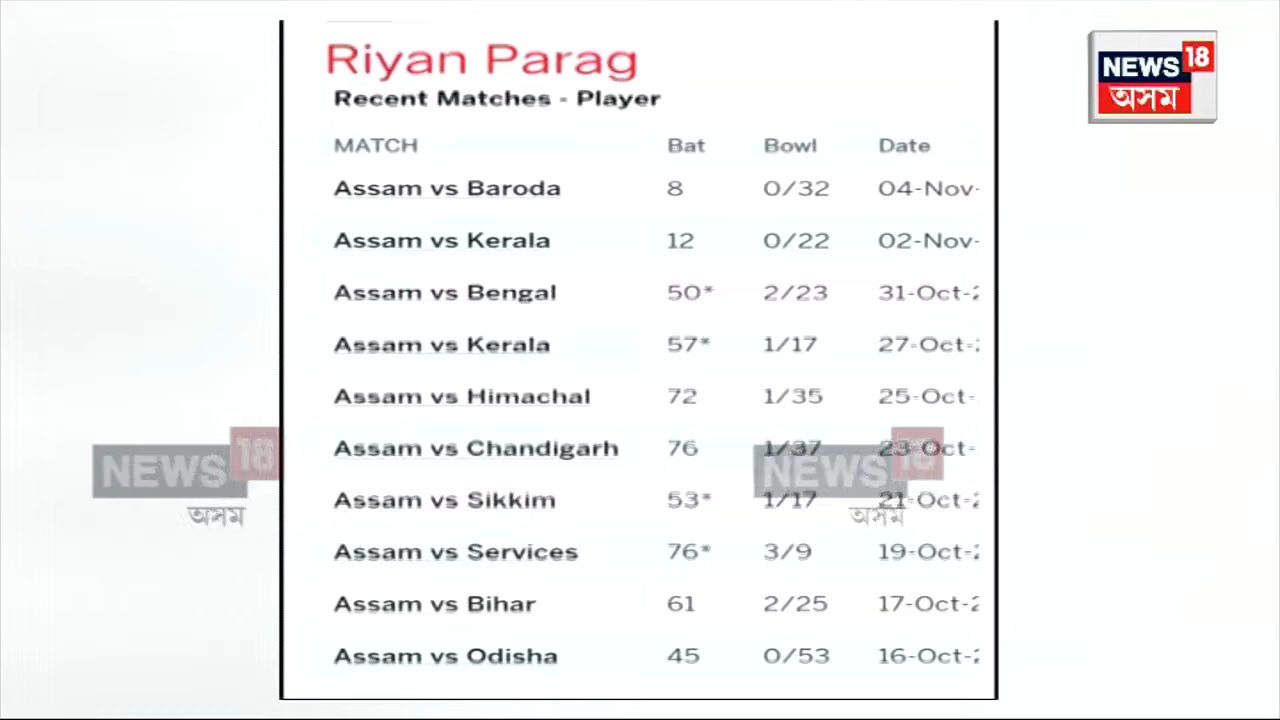 Riyan Parag
Recent Matches - Player
NEWS 18
অসম
MATCH Bat Bowl Date
Assam vs Baroda 8 0/32 04-Nov-
Assam vs Kerala 12 0/22 02-Nov-
Assam vs Bengal 50* 2/23 31-Oct-2
Assam vs Kerala 57* 1/17 27-Oct-
Assam vs Himachal 72 1/35 25-Oct-
Assam vs Chandigarh 76 1/37 23-Oct-
NEWS 18
অসম
NEWS 18
অসম
Assam vs Sikkim 53* 1/17 21-Oct-2
Assam vs Services 76* 3/9 19-Oct-2
Assam vs Bihar 61 2/25 17-Oct-2
Assam vs Odisha 45 0/53 16-Oct-2